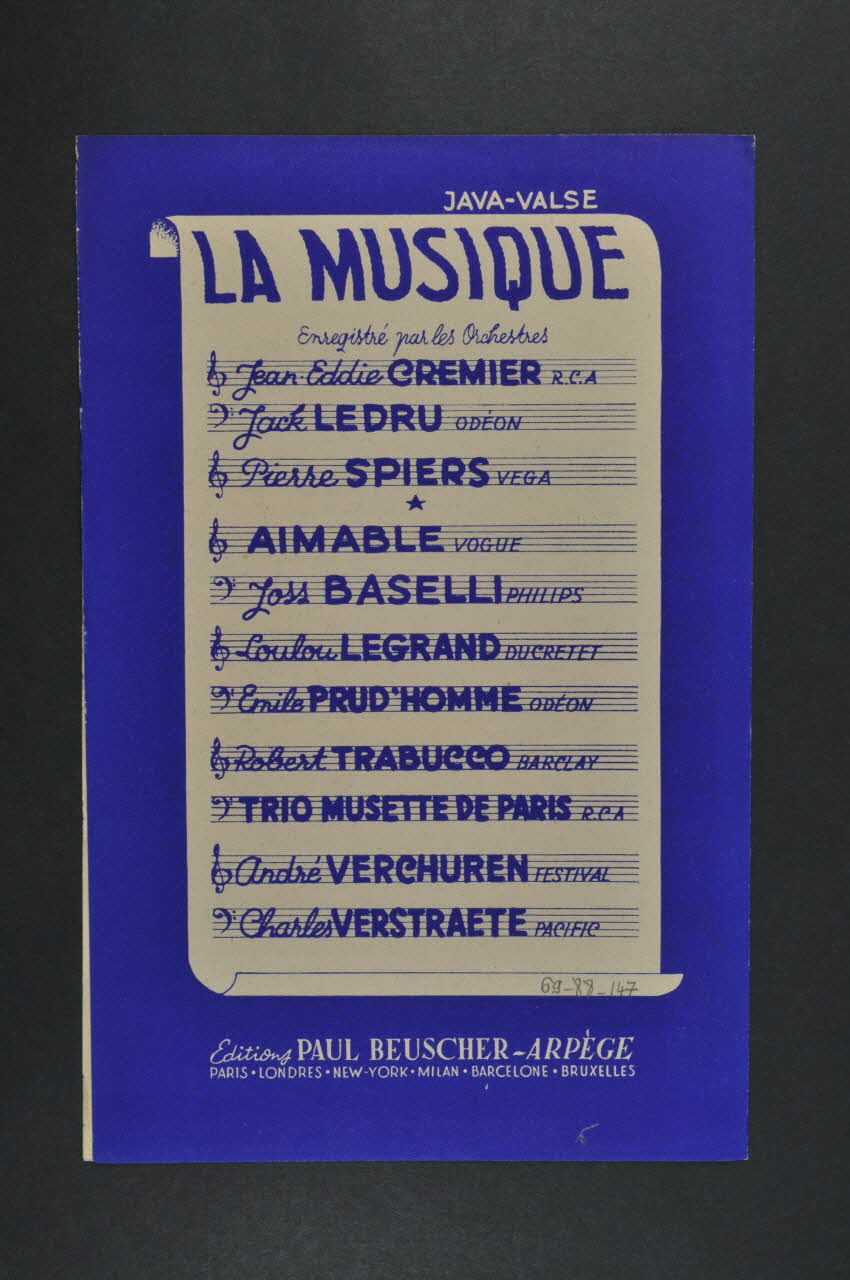 JAVA-VALSE
LA MUSIQUE
Enregistré par les Orchestres
Jean-Eddie CREMIER R.C.A
Jack LEDRU ODÉON
Pierre SPIERS VEGA
AIMABLE VOGUE
Joss BASELLI PHILIPS
Loulou LEGRAND DUCRETET
Emile PRUD'HOMME ODÉON
Robert TRABUCCO BARCLAY
TRIO MUSETTE DE PARIS R.C.A
André VERCHUREN FESTIVAL
Charles VERSTRAETE PACIFIC
69-88-147
Editions PAUL BEUSCHER-ARPÈGE
PARIS • LONDRES • NEW-YORK • MILAN • BARCELONE • BRUXELLES